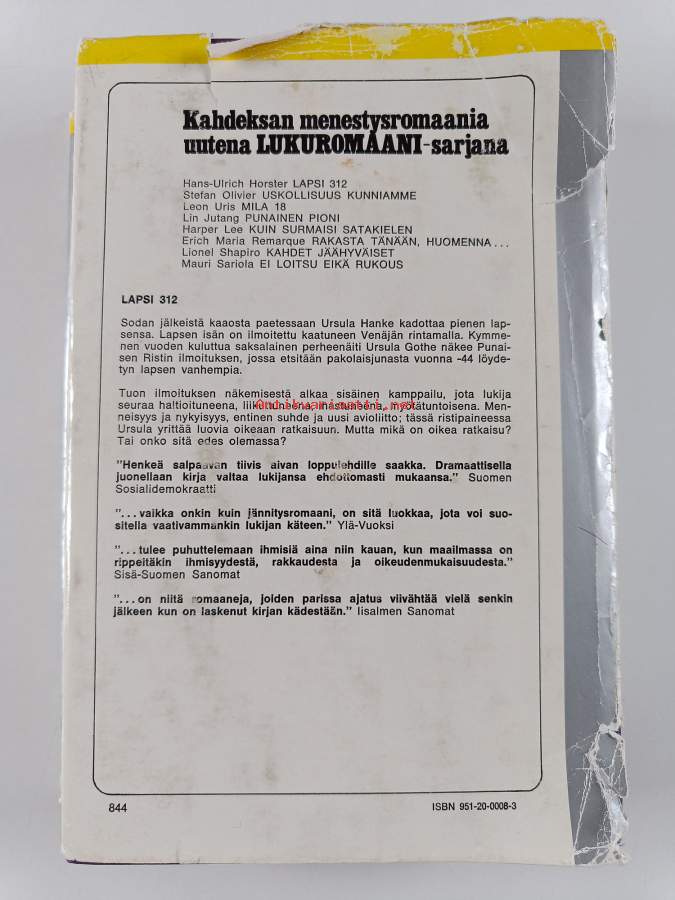 Kahdeksan menestysromaania
uutena LUKUROMAANI-sarjana
Hans-Ulrich Horster LAPSI 312
Stefan Olivier USKOLLISUUS KUNNIAMME
Leon Uris MILA 18
Lin Jutang PUNAINEN PIONI
Harper Lee KUIN SURMAISI SATAKIELEN
Erich Maria Remarque RAKASTA TÄNÄÄN, HUOMENNA...
Lionel Shapiro KAHDET JÄÄHYVÄISET
Mauri Sariola EI LOITSU EIKÄ RUKOUS
LAPSI 312
Sodan jälkeistä kaaosta paetessaan Ursula Hanke kadottaa pienen lap-
sensa. Lapsen isän on ilmoitettu kaatuneen Venäjän rintamalla. Kymme-
nen vuoden kuluttua saksalainen perheenäiti Ursula Gothe näkee Punai-
sen Ristin ilmoituksen, jossa etsitään pakolaisjunasta vuonna -44 löyde-
tyn lapsen vanhempia.
Tuon ilmoituksen näkemisestä alkaa sisäinen kamppailu, jota lukija
seuraa haltioituneena, liikuttuneena, myötätuntoisena. Men-
neisyys ja nykyisyys, entinen suhde ja uusi avioliitto; tässä ristipaineessa
Ursula yrittää luovia oikeaan ratkaisuun. Mutta mikä on oikea ratkaisu?
Tai onko sitä edes olemassa?
"Henkeä salpaavan tiivis aivan loppulehdille saakka. Dramaattisella
juonellaan kirja valtaa lukijansa ehdottomasti mukaansa." Suomen
Sosialidemokraatti
"...vaikka onkin kuin jännitysromaani, on sitä luokkaa, jota voi suo-
sitella vaativammankin lukijan käteen." Ylä-Vuoksi
"...tulee puhuttelemaan ihmisiä aina niin kauan, kun maailmassa on
rippeitäkin ihmisyydestä, rakkaudesta ja oikeudenmukaisuudesta."
Sisä-Suomen Sanomat
"...on niitä romaaneja, joiden parissa ajatus viivähtää vielä senkin
jälkeen kun on laskenut kirjan kädestään." Iisalmen Sanomat
844 ISBN 951-20-0008-3
Antikvariaatti.net